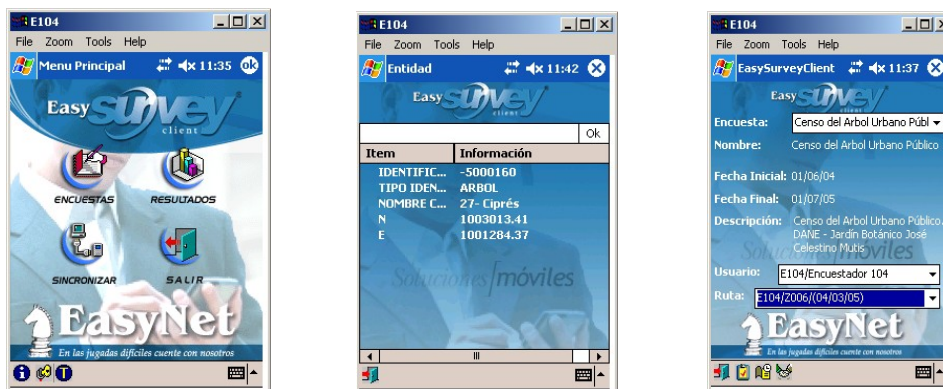 E104
File Zoom Tools Help
Menu Principal 11:35 ok
Easy survey
client
ENCUESTAS RESULTADOS
SINCRONIZAR SALIR
EasyNet
En las jugadas difíciles cuente con nosotros
E104
File Zoom Tools Help
Entidad 11:42
Easy survey
client
Ok
Item Información
IDENTIFIC... -5000160
TIPO IDEN... ARBOL
NOMBRE C... 27- Ciprés
N 1003013.41
E 1001284.37
Soluciones móviles
E104
File Zoom Tools Help
EasySurveyClient 11:37
Easy survey
client
Encuesta: Censo del Arbol Urbano Públ
Nombre: Censo del Arbol Urbano Público
Fecha Inicial: 01/06/04
Fecha Final: 01/07/05
Descripción: Censo del Arbol Urbano Público.
DANE - Jardín Botánico José
Celestino Mutis
Usuario: E104/Encuestador 104
Ruta: E104/Z006/(04/03/05)
EasyNet
En las jugadas difíciles cuente con nosotros